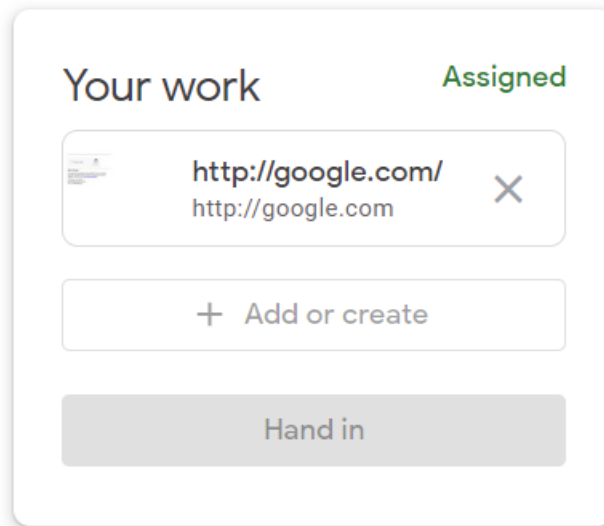 Your work
Assigned
http://google.com/
http://google.com
+ Add or create
Hand in